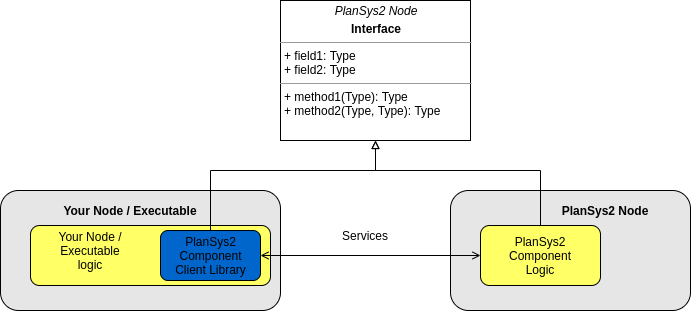 PlanSys2 Node
Interface
+ field1: Type
+ field2: Type
+ method1(Type): Type
+ method2(Type, Type): Type
Your Node / Executable
Your Node /
Executable
logic
PlanSys2
Component
Client Library
Services
PlanSys2 Node
PlanSys2
Component
Logic